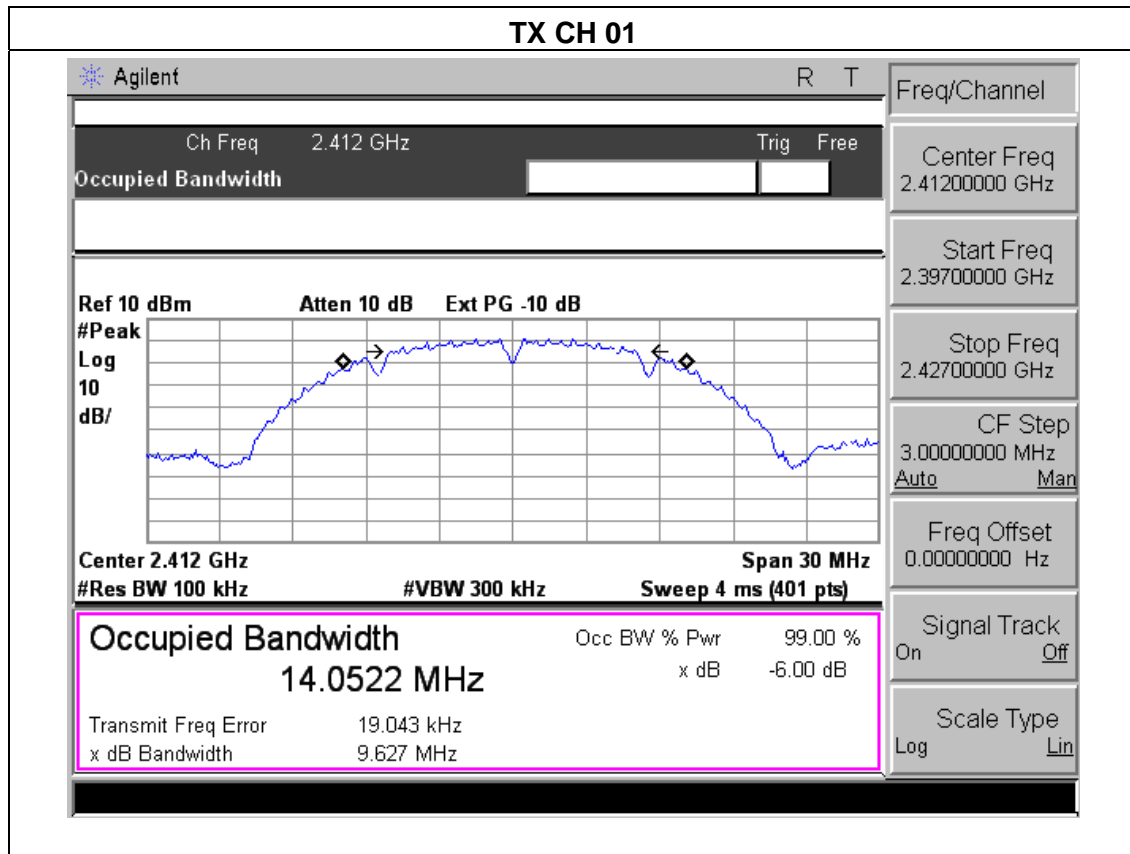 TX CH 01
Agilent R T
Freq/Channel
Ch Freq 2.412 GHz Trig Free
Occupied Bandwidth
Center Freq
2.41200000 GHz
Start Freq
2.39700000 GHz
Stop Freq
2.42700000 GHz
CF Step
3.00000000 MHz
Auto Man
Freq Offset
0.00000000 Hz
Signal Track
On Off
Scale Type
Log Lin
Ref 10 dBm Atten 10 dB Ext PG -10 dB
#Peak
Log
10
dB/
Center 2.412 GHz Span 30 MHz
#Res BW 100 kHz #VBW 300 kHz Sweep 4 ms (401 pts)
Occupied Bandwidth Occ BW % Pwr 99.00 %
14.0522 MHz x dB -6.00 dB
Transmit Freq Error 19.043 kHz
x dB Bandwidth 9.627 MHz